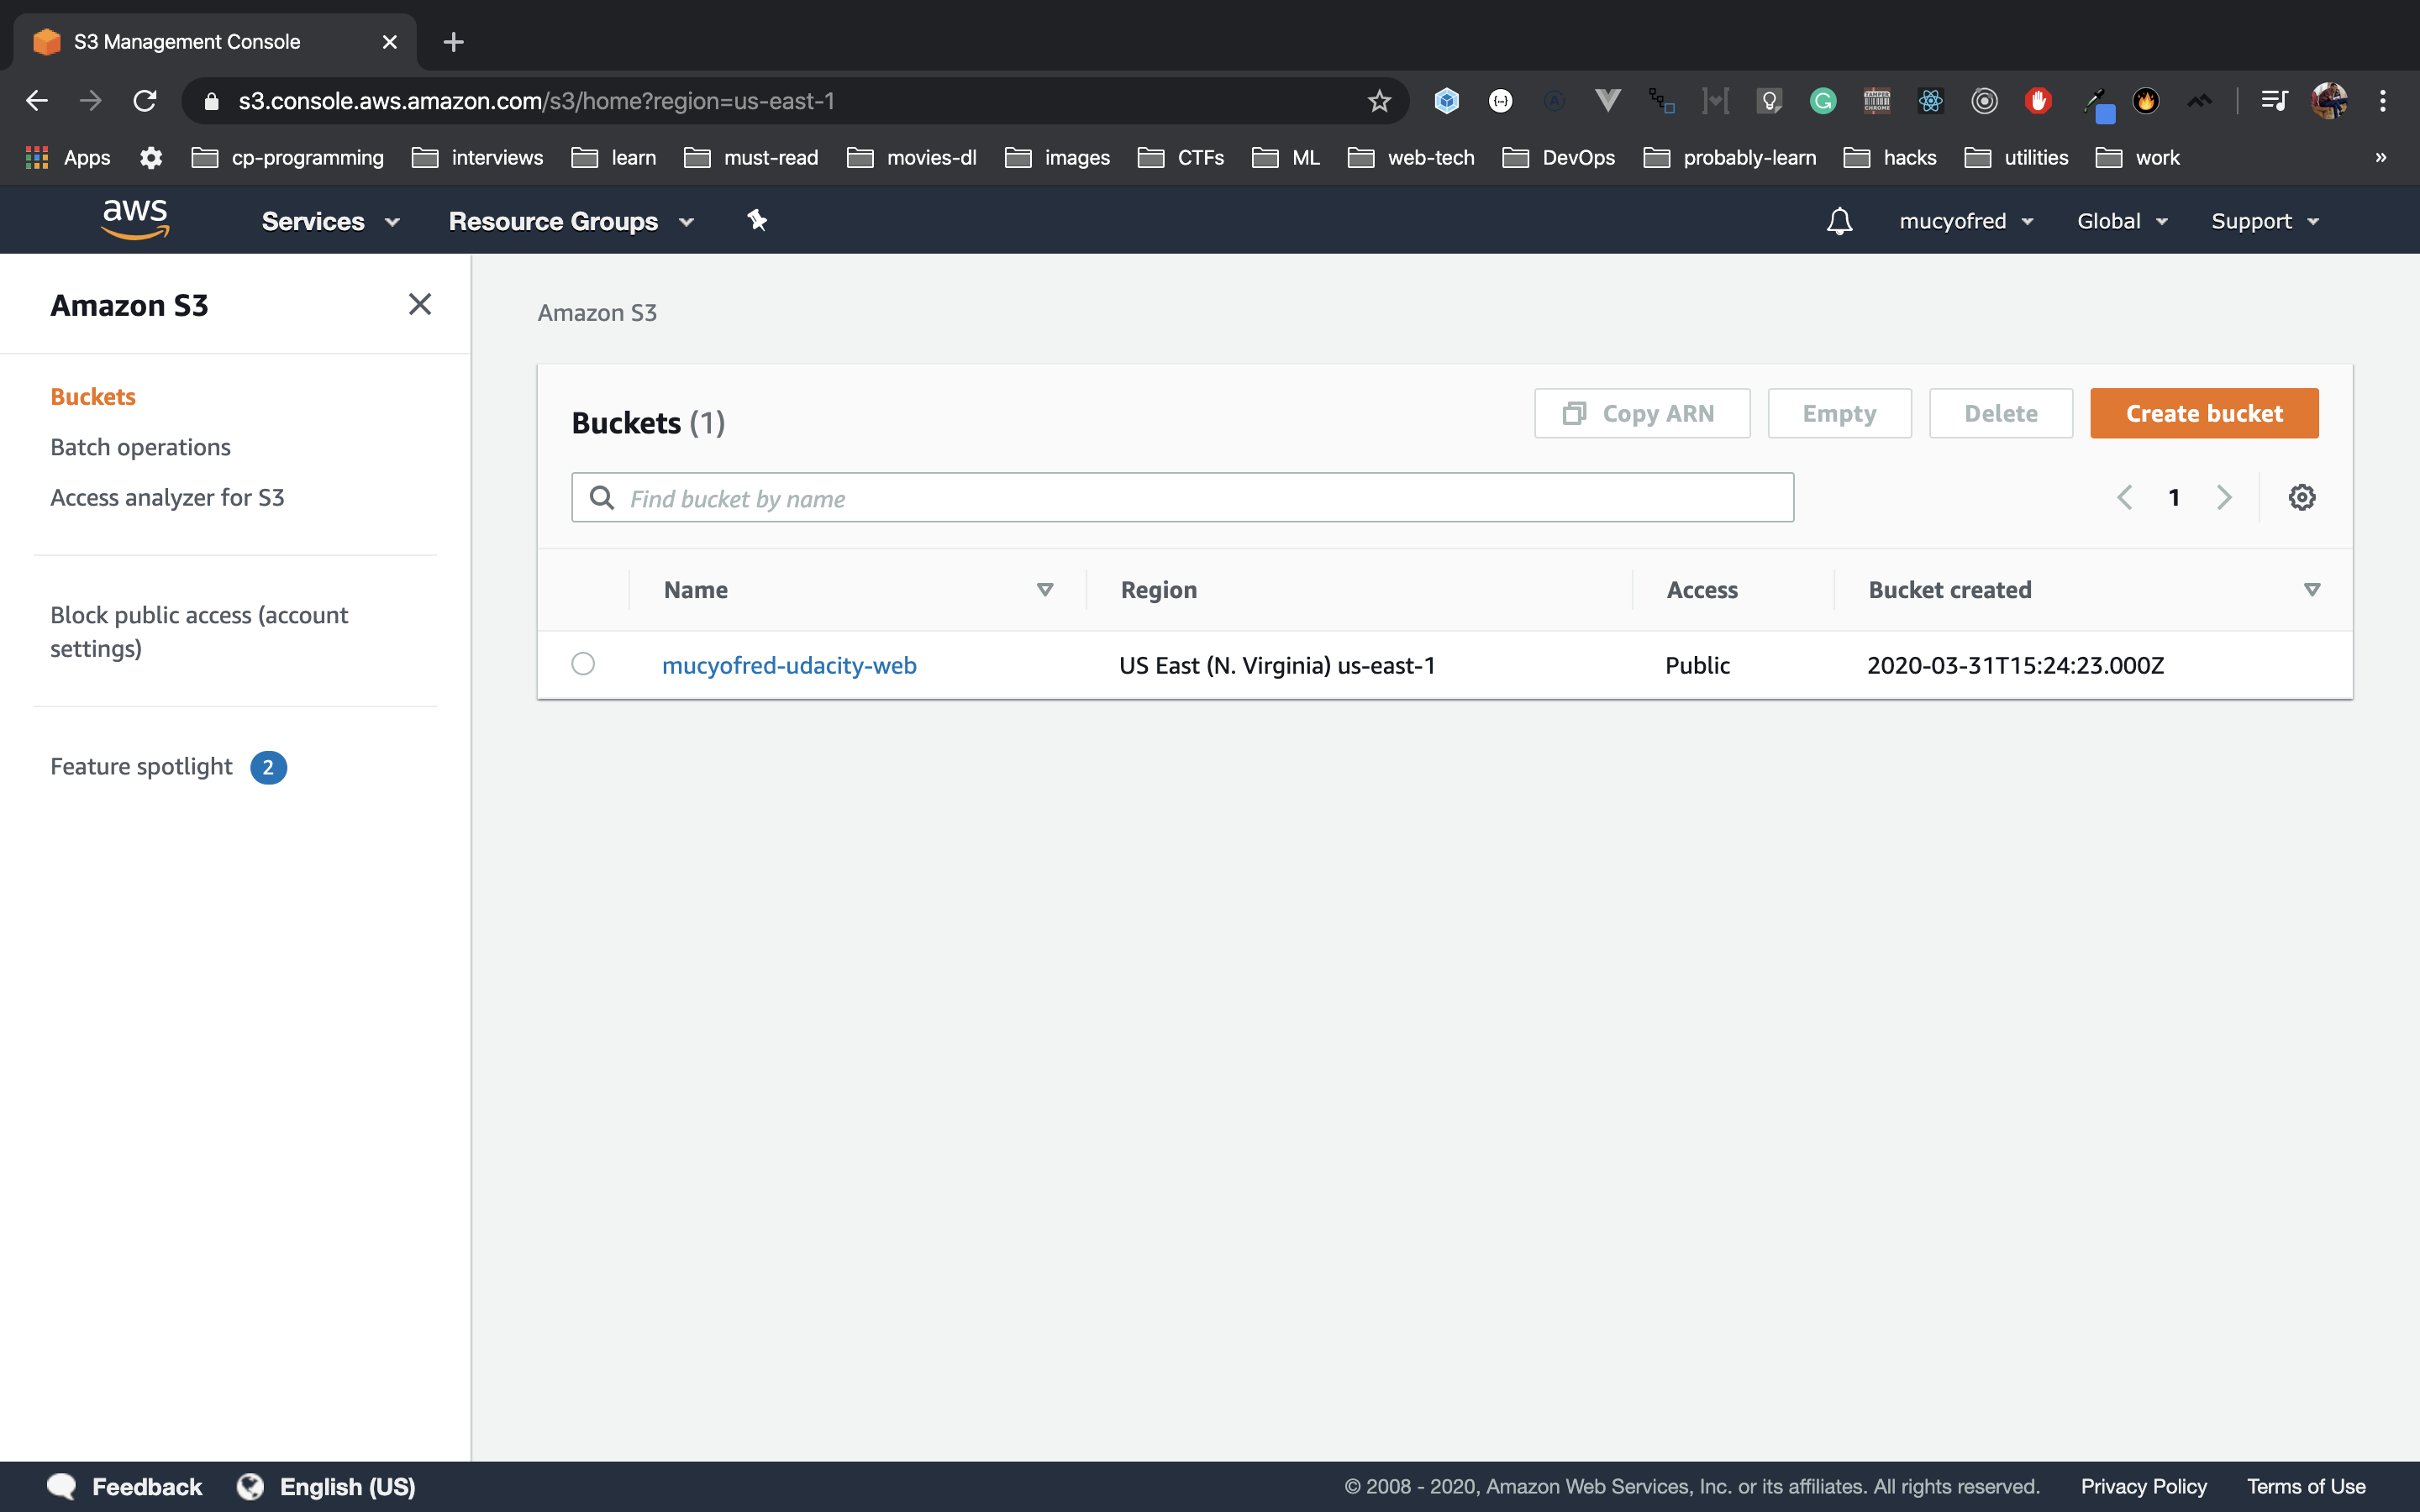 S3 Management Console
s3.console.aws.amazon.com/s3/home?region=us-east-1
Apps cp-programming interviews learn must-read movies-dl images CTFs ML web-tech DevOps probably-learn hacks utilities work »
aws Services Resource Groups mucyofred Global Support
Amazon S3
Buckets
Batch operations
Access analyzer for S3
Block public access (account
settings)
Feature spotlight 2
Amazon S3
Buckets (1) Copy ARN Empty Delete Create bucket
Find bucket by name 1
Name Region Access Bucket created
mucyofred-udacity-web US East (N. Virginia) us-east-1 Public 2020-03-31T15:24:23.000Z
Feedback English (US) © 2008 - 2020, Amazon Web Services, Inc. or its affiliates. All rights reserved. Privacy Policy Terms of Use